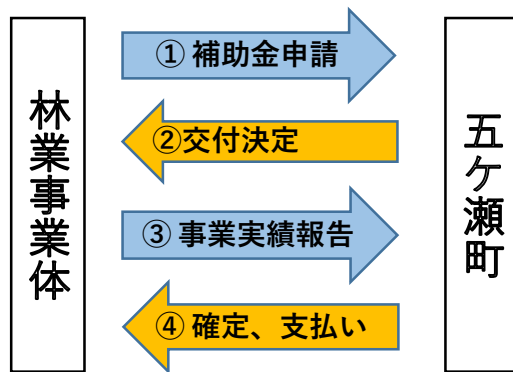 林業事業体
① 補助金申請
②交付決定
③ 事業実績報告
④ 確定、支払い
五ケ瀬町